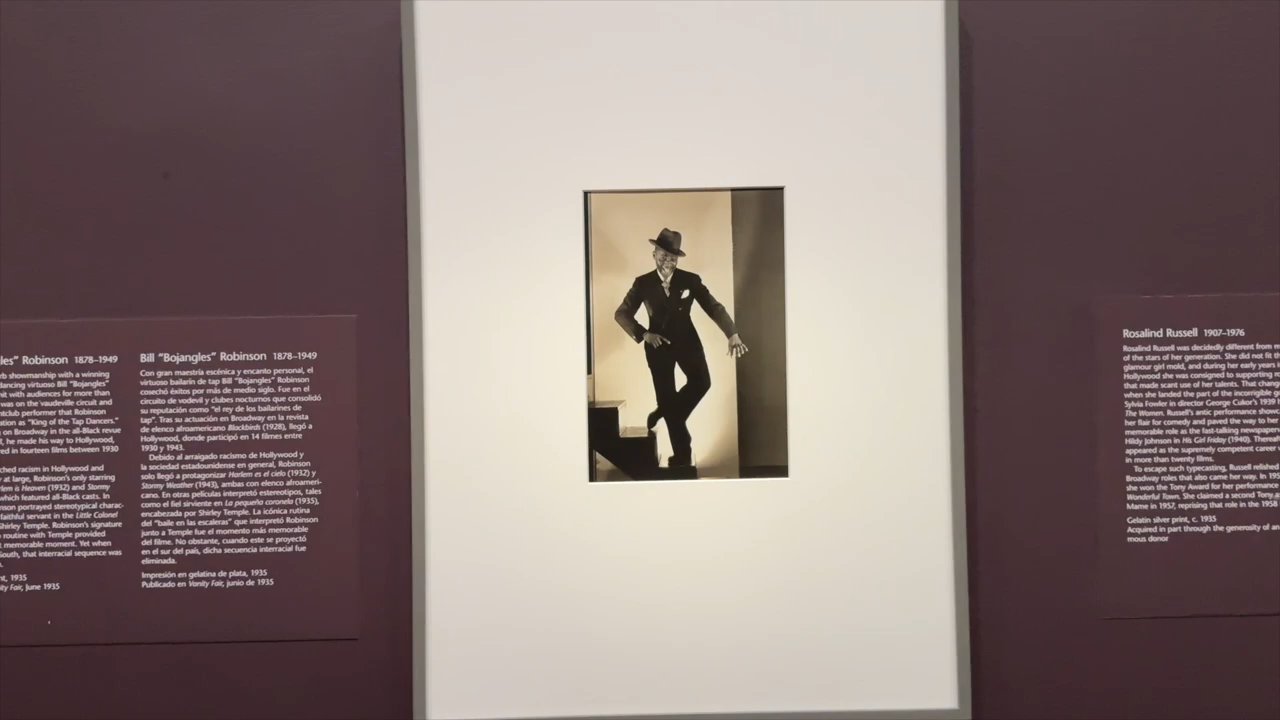 les" Robinson 1878–1949
rb showmanship with a winning
dancing virtuoso Bill "Bojangles"
hit with audiences for more than
was on the vaudeville circuit and
htclub performer that Robinson
ation as "King of the Tap Dancers."
on Broadway in the all-Black revue
he made his way to Hollywood,
ed in fourteen films between 1930
ched racism in Hollywood and
at large, Robinson's only starring
lem is Heaven (1932) and Stormy
which featured all-Black casts. In
nson portrayed stereotypical charac-
faithful servant in the Little Colonel
Shirley Temple. Robinson's signature
routine with Temple provided
t memorable moment. Yet when
South, that interracial sequence was
nt, 1935
ity Fair, June 1935
Bill "Bojangles" Robinson 1878–1949
Con gran maestría escénica y encanto personal, el
virtuoso bailarín de tap Bill "Bojangles" Robinson
cosechó éxitos por más de medio siglo. Fue en el
circuito de vodevil y clubes nocturnos que consolidó
su reputación como "el rey de los bailarines de
tap". Tras su actuación en Broadway en la revista
de elenco afroamericano Blackbird (1928), llegó a
Hollywood, donde participó en 14 filmes entre
1930 y 1943.
Debido al arraigado racismo de Hollywood y
la sociedad estadounidense en general, Robinson
solo llegó a protagonizar Harlem es el cielo (1932) y
Stormy Weather (1943), ambas con elenco afroameri-
cano. En otras películas interpretó estereotipos, tales
como el fiel sirviente en La pequeña coronela (1935),
encabezada por Shirley Temple. La icónica rutina
del "baile en las escaleras" que interpretó Robinson
junto a Temple fue el momento más memorable
del filme. No obstante, cuando este se proyectó
en el sur del país, dicha secuencia interracial fue
eliminada.
Impresión en gelatina de plata, 1935
Publicado en Vanity Fair, junio de 1935
Rosalind Russell 1907–1976
Rosalind Russell was decidedly different from m
of the stars of her generation. She did not fit th
glamour girl mold, and during her early years i
Hollywood she was consigned to supporting ro
that made scant use of her talents. That change
when she landed the part of the incorrigible g
Sylvia Fowler in director George Cukor's 1939 h
The Women. Russell's antic performance show
her flair for comedy and paved the way to her
memorable role as the fast-talking newspaper
Hildy Johnson in His Girl Friday (1940). Thereaf
appeared as the supremely competent career w
in more than twenty films.
To escape such typecasting, Russell relished
Broadway roles that also came her way. In 195
she won the Tony Award for her performance
Wonderful Town. She claimed a second Tony a
Mame in 1957, reprising that role in the 1958
Gelatin silver print, c. 1935
Acquired in part through the generosity of an
mous donor